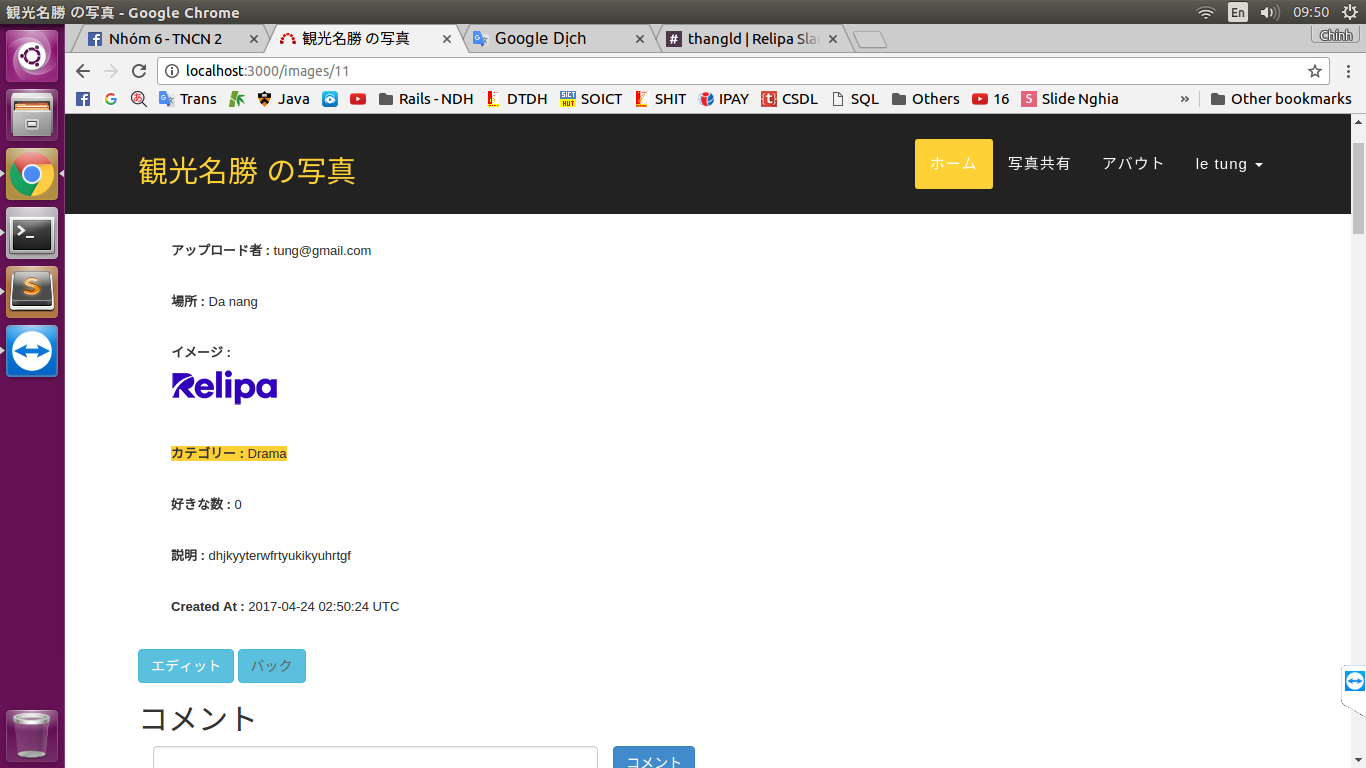 観光名勝 の写真 - Google Chrome
En
09:50
Nhóm 6 - TNCN 2
観光名勝 の写真
Google Dịch
thangld | Relipa Sla
Chính
localhost:3000/images/11
Trans
Java
Rails - NDH
DTDH
SOICT
SHIT
IPAY
CSDL
SQL
Others
16
Slide Nghia
»
Other bookmarks
観光名勝 の写真
ホーム
写真共有
アバウト
le tung
アップロード者 : tung@gmail.com
場所 : Da nang
イメージ :
Relipa
カテゴリー : Drama
好きな数 : 0
説明 : dhjkyyterwfrtyukikyuhrtgf
Created At : 2017-04-24 02:50:24 UTC
エディット
バック
コメント
コメント